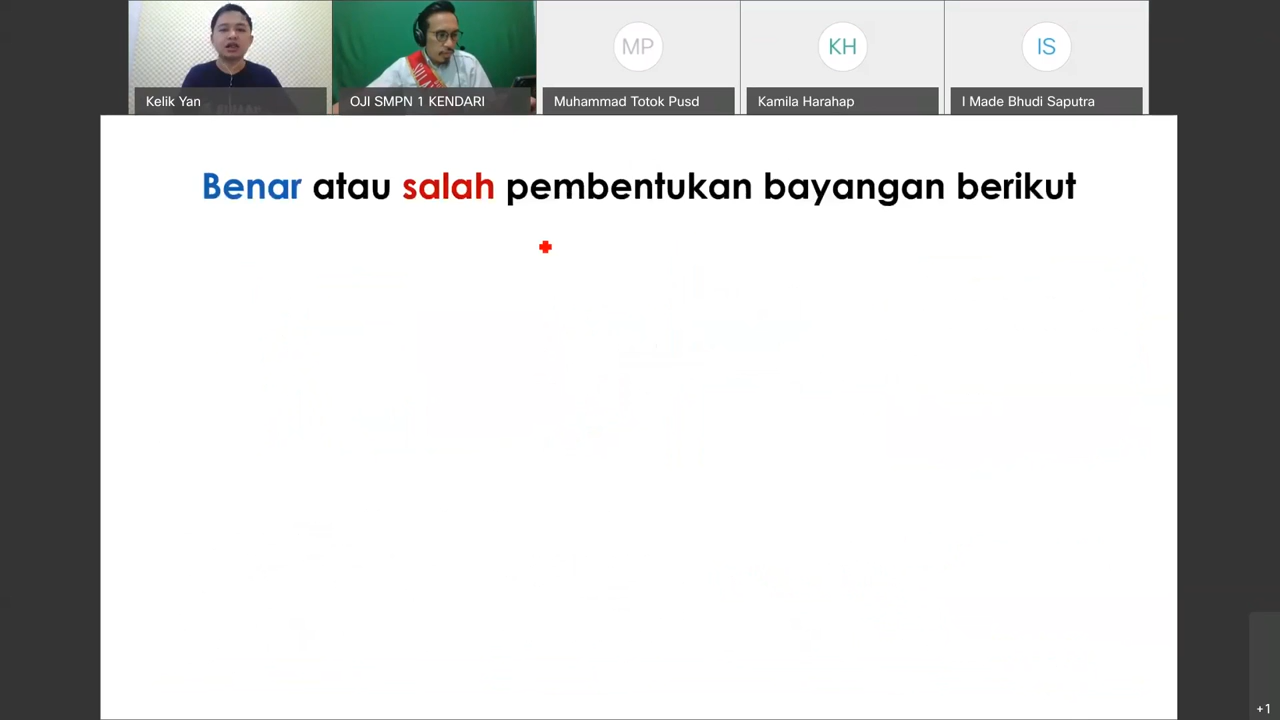 Kelik Yan
OJI SMPN 1 KENDARI
MP
Muhammad Totok Pusd
KH
Kamila Harahap
IS
I Made Bhudi Saputra
Benar atau salah pembentukan bayangan berikut
+1